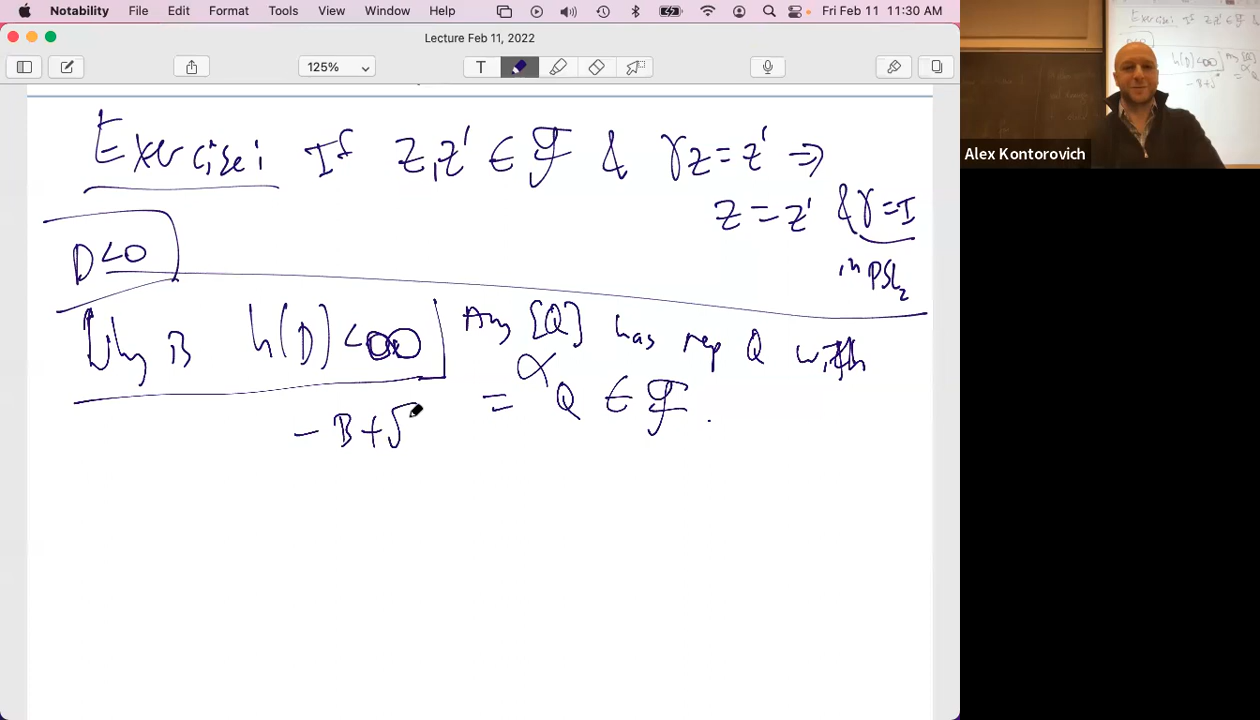 Notability File Edit Format Tools View Window Help Fri Feb 11 11:30 AM
Lecture Feb 11, 2022
125%
T
Exercise: If z, z' ∈ F & γz = z' ⇒
z = z' & γ = I
in PSL₂
D < 0
Why is h(D) < ∞ Any [Q] has rep Q with
-B + √ = α_Q ∈ F.
Alex Kontorovich